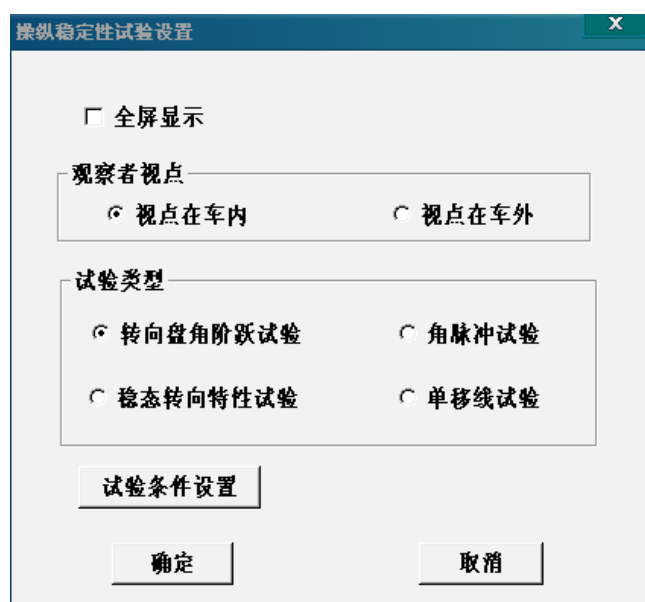 操纵稳定性试验设置
全屏显示
观察者视点
视点在车内 视点在车外
试验类型
转向盘角阶跃试验 角脉冲试验
稳态转向特性试验 单移线试验
试验条件设置
确定 取消